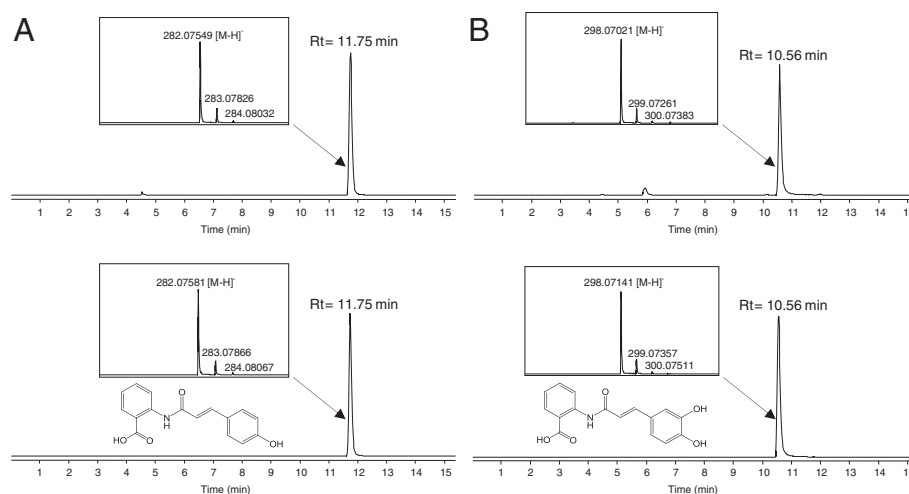 A
282.07549 [M-H]-
283.07826
284.08032
Rt= 11.75 min
1 2 3 4 5 6 7 8 9 10 11 12 13 14 15
Time (min)
B
298.07021 [M-H]-
299.07261
300.07383
Rt= 10.56 min
1 2 3 4 5 6 7 8 9 10 11 12 13 14 15
Time (min)
282.07581 [M-H]-
283.07866
284.08067
Rt= 11.75 min
O
NH
HO
O
OH
1 2 3 4 5 6 7 8 9 10 11 12 13 14 15
Time (min)
298.07141 [M-H]-
299.07357
300.07511
Rt= 10.56 min
O
OH
NH
HO
O
OH
1 2 3 4 5 6 7 8 9 10 11 12 13 14 15
Time (min)